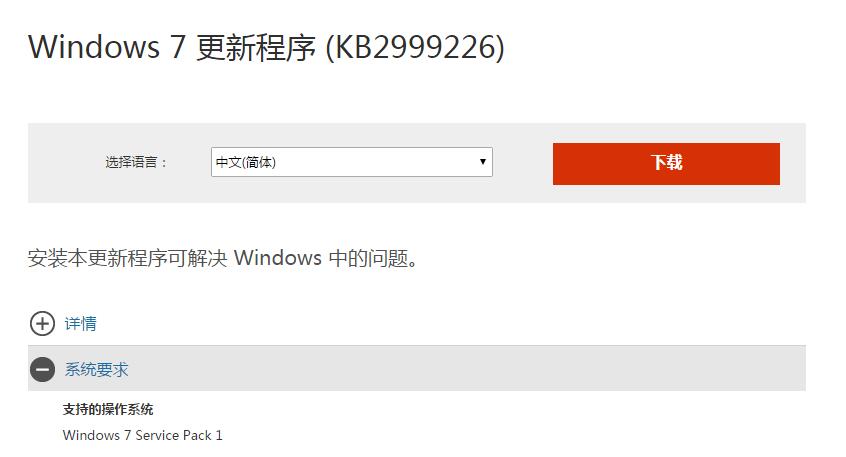 Windows 7 更新程序 (KB2999226)
选择语言：
中文(简体)
下载
安装本更新程序可解决 Windows 中的问题。
详情
系统要求
支持的操作系统
Windows 7 Service Pack 1